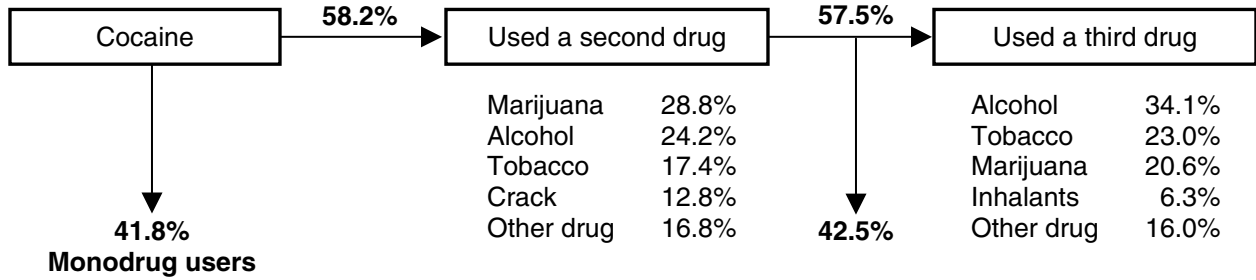 58.2%
57.5%
Cocaine
Used a second drug
Used a third drug
Marijuana 28.8%
Alcohol 24.2%
Tobacco 17.4%
Crack 12.8%
Other drug 16.8%
Alcohol 34.1%
Tobacco 23.0%
Marijuana 20.6%
Inhalants 6.3%
Other drug 16.0%
41.8%
Monodrug users
42.5%